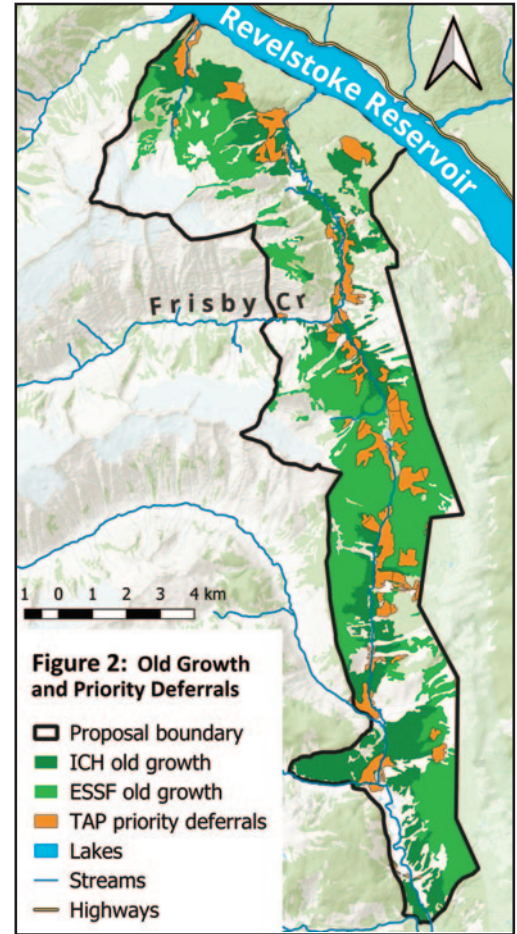 Revelstoke Reservoir
Frisby Cr
1 0 1 2 3 4 km
Figure 2: Old Growth
and Priority Deferrals
Proposal boundary
ICH old growth
ESSF old growth
TAP priority deferrals
Lakes
Streams
Highways